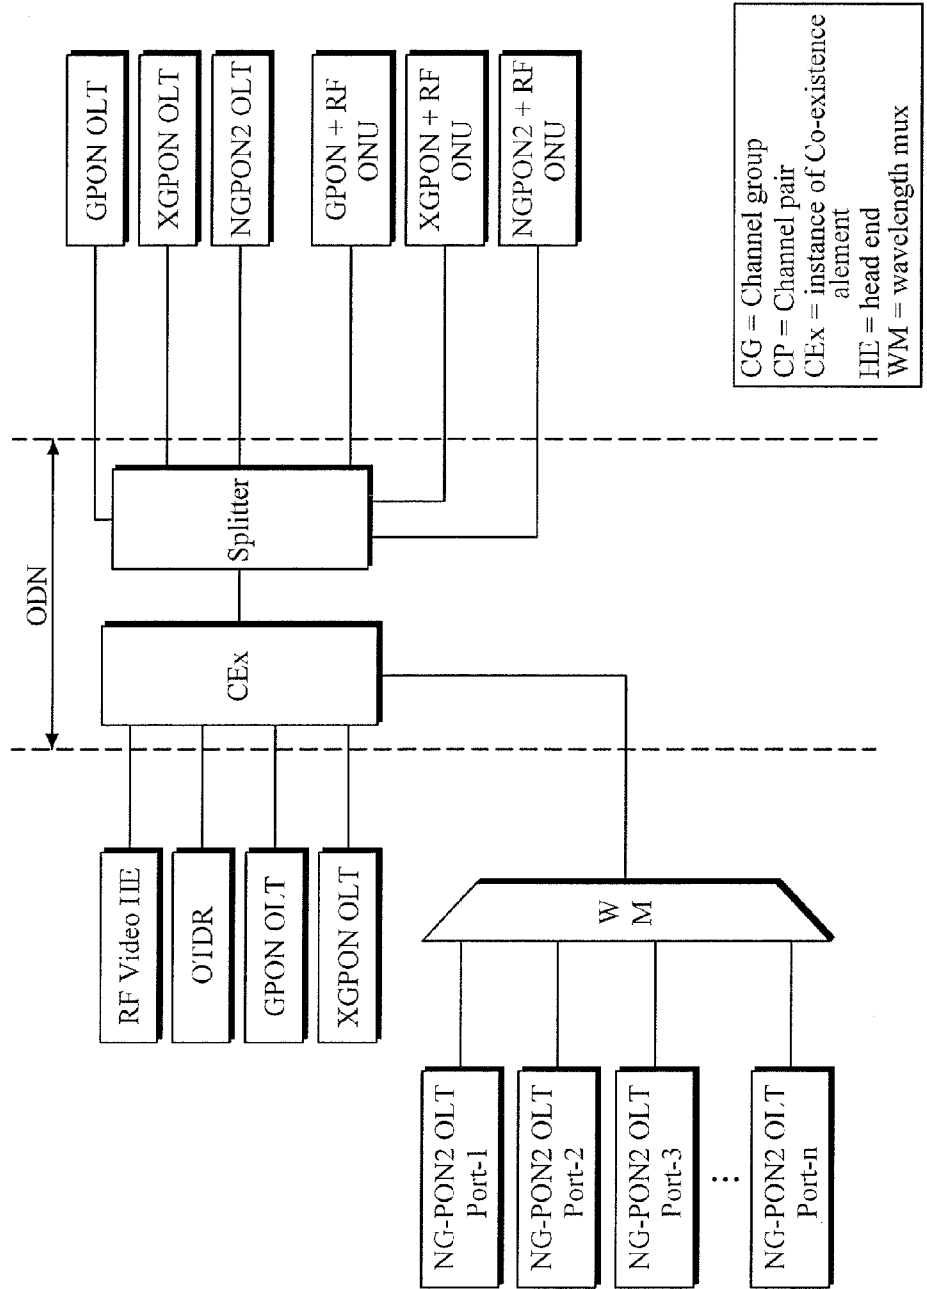 RF Video HE
OTDR
GPON OLT
XGPON OLT
NG-PON2 OLT
Port-1
NG-PON2 OLT
Port-2
NG-PON2 OLT
Port-3
...
NG-PON2 OLT
Port-n
W
M
ODN
CEx
Splitter
GPON OLT
XGPON OLT
NGPON2 OLT
GPON + RF
ONU
XGPON + RF
ONU
NGPON2 + RF
ONU
CG = Channel group
CP = Channel pair
CEx = instance of Co-existence
alement
HE = head end
WM = wavelength mux